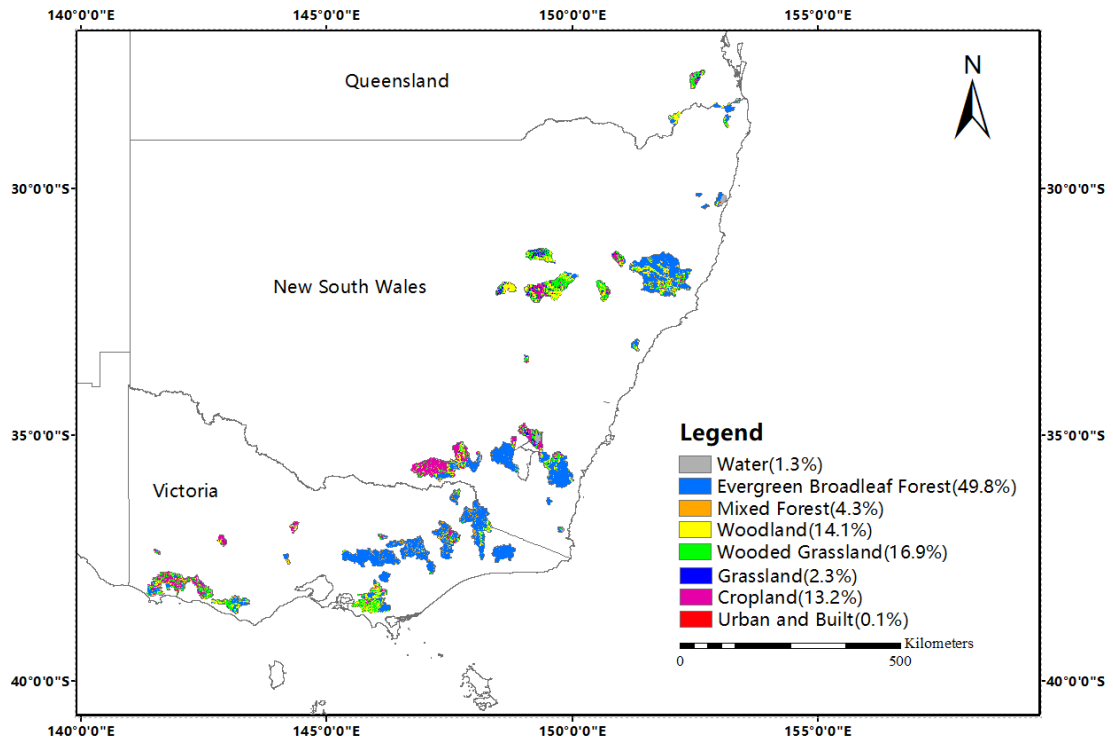 140°0'0"E 145°0'0"E 150°0'0"E 155°0'0"E
Queensland
N
30°0'0"S 30°0'0"S
New South Wales
35°0'0"S 35°0'0"S
Legend
Water(1.3%)
Evergreen Broadleaf Forest(49.8%)
Mixed Forest(4.3%)
Victoria
Woodland(14.1%)
Wooded Grassland(16.9%)
Grassland(2.3%)
Cropland(13.2%)
Urban and Built(0.1%)
Kilometers
0 500
40°0'0"S 40°0'0"S
140°0'0"E 145°0'0"E 150°0'0"E 155°0'0"E